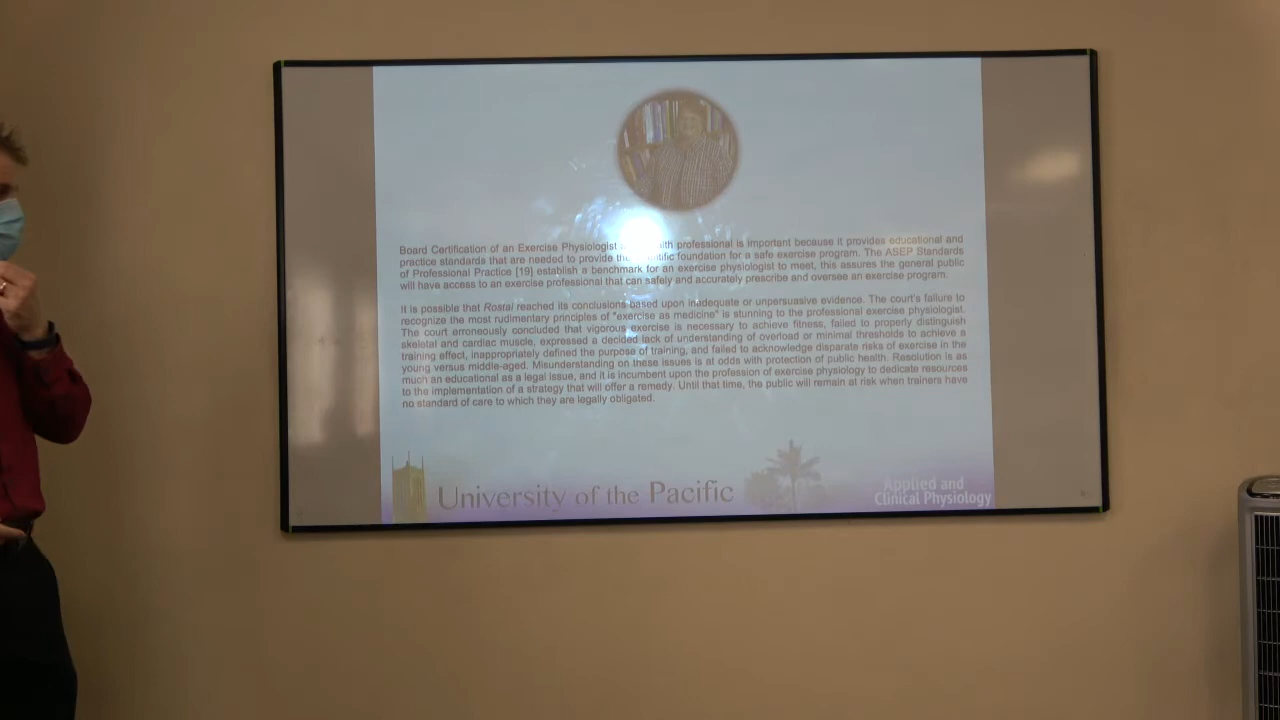 Board Certification of an Exercise Physiologist professional is important because it provides educational and
practice standards that are needed to provide foundation for a safe exercise program. The ASEP Standards
of Professional Practice [19] establish a benchmark for an exercise physiologist to meet, this assures the general public
will have access to an exercise professional that can safely and accurately prescribe and oversee an exercise program.
It is possible that Rostai reached its conclusions based upon inadequate or unpersuasive evidence. The court's failure to
recognize the most rudimentary principles of "exercise as medicine" is stunning to the professional exercise physiologist.
The court erroneously concluded that vigorous exercise is necessary to achieve fitness, failed to properly distinguish
skeletal and cardiac muscle, expressed a decided lack of understanding of overload or minimal thresholds to achieve a
training effect, inappropriately defined the purpose of training, and failed to acknowledge disparate risks of exercise in the
young versus middle-aged. Misunderstanding on these issues is at odds with protection of public health. Resolution is as
much an educational as a legal issue, and it is incumbent upon the profession of exercise physiology to dedicate resources
to the implementation of a strategy that will offer a remedy. Until that time, the public will remain at risk when trainers have
no standard of care to which they are legally obligated.
University of the Pacific
Applied and
Clinical Physiology